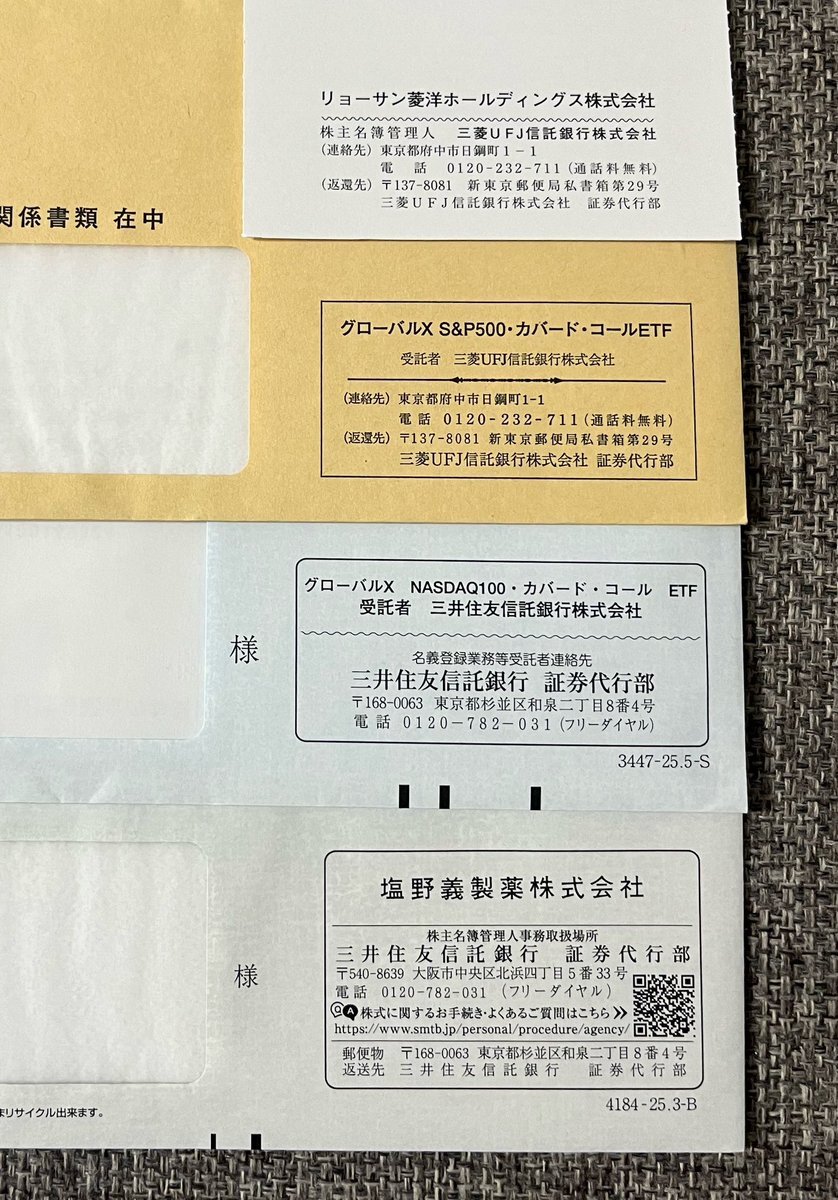 リョーサン菱洋ホールディングス株式会社
株主名簿管理人 三菱UFJ信託銀行株式会社
(連絡先) 東京都府中市日鋼町1-1
電話 0120-232-711(通話料無料)
(返還先) 〒137-8081 新東京郵便局私書箱第29号
三菱UFJ信託銀行株式会社 証券代行部
関係書類 在中
グローバルX S&P500・カバード・コールETF
受託者 三菱UFJ信託銀行株式会社
(連絡先) 東京都府中市日鋼町1-1
電話 0120-232-711(通話料無料)
(返還先) 〒137-8081 新東京郵便局私書箱第29号
三菱UFJ信託銀行株式会社 証券代行部
グローバルX NASDAQ100・カバード・コール ETF
受託者 三井住友信託銀行株式会社
様
名義登録業務等受託者連絡先
三井住友信託銀行 証券代行部
〒168-0063 東京都杉並区和泉二丁目8番4号
電話 0120-782-031(フリーダイヤル)
3447-25.5-S
塩野義製薬株式会社
株主名簿管理人事務取扱場所
三井住友信託銀行 証券代行部
〒540-8639 大阪市中央区北浜四丁目5番33号
様
電話 0120-782-031 (フリーダイヤル)
Q A 株式に関するお手続き・よくあるご質問はこちら
https://www.smtb.jp/personal/procedure/agency/
郵便物 〒168-0063 東京都杉並区和泉二丁目8番4号
返送先 三井住友信託銀行 証券代行部
4184-25.3-B
まリサイクル出来ます。